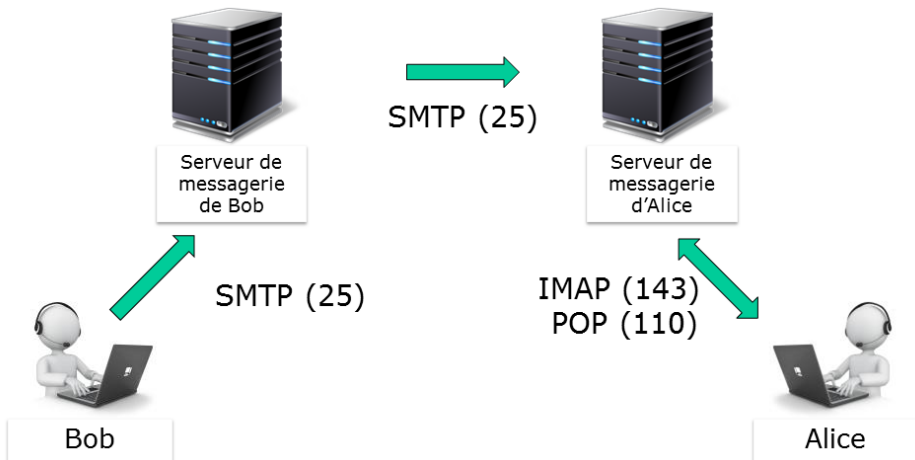 SMTP (25)
Serveur de
messagerie
de Bob
Serveur de
messagerie
d’Alice
SMTP (25)
IMAP (143)
POP (110)
Bob
Alice